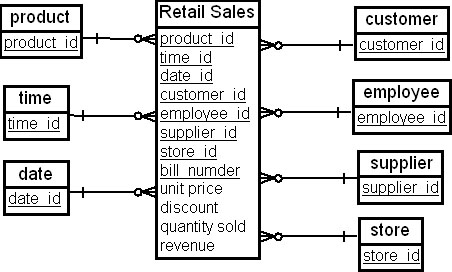 product
product_id
time
time_id
date
date_id
Retail Sales
product_id
time_id
date_id
customer_id
employee_id
supplier_id
store_id
bill_numder
unit price
discount
quantity sold
revenue
customer
customer_id
employee
employee_id
supplier
supplier_id
store
store_id